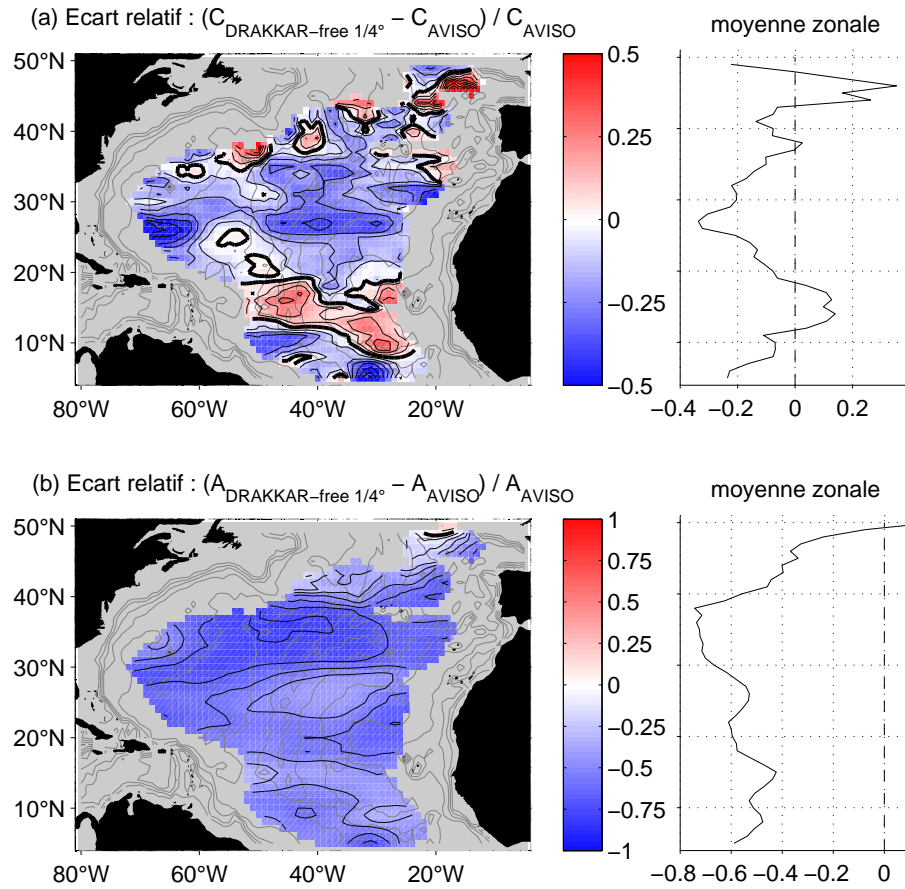 (a) Ecart relatif : (C_DRAKKAR−free 1/4° − C_AVISO) / C_AVISO
moyenne zonale
50°N
40°N
30°N
20°N
10°N
80°W 60°W 40°W 20°W
0.5
0.25
0
−0.25
−0.5
−0.4 −0.2 0 0.2
(b) Ecart relatif : (A_DRAKKAR−free 1/4° − A_AVISO) / A_AVISO
moyenne zonale
50°N
40°N
30°N
20°N
10°N
80°W 60°W 40°W 20°W
1
0.75
0.5
0.25
0
−0.25
−0.5
−0.75
−1
−0.8 −0.6 −0.4 −0.2 0